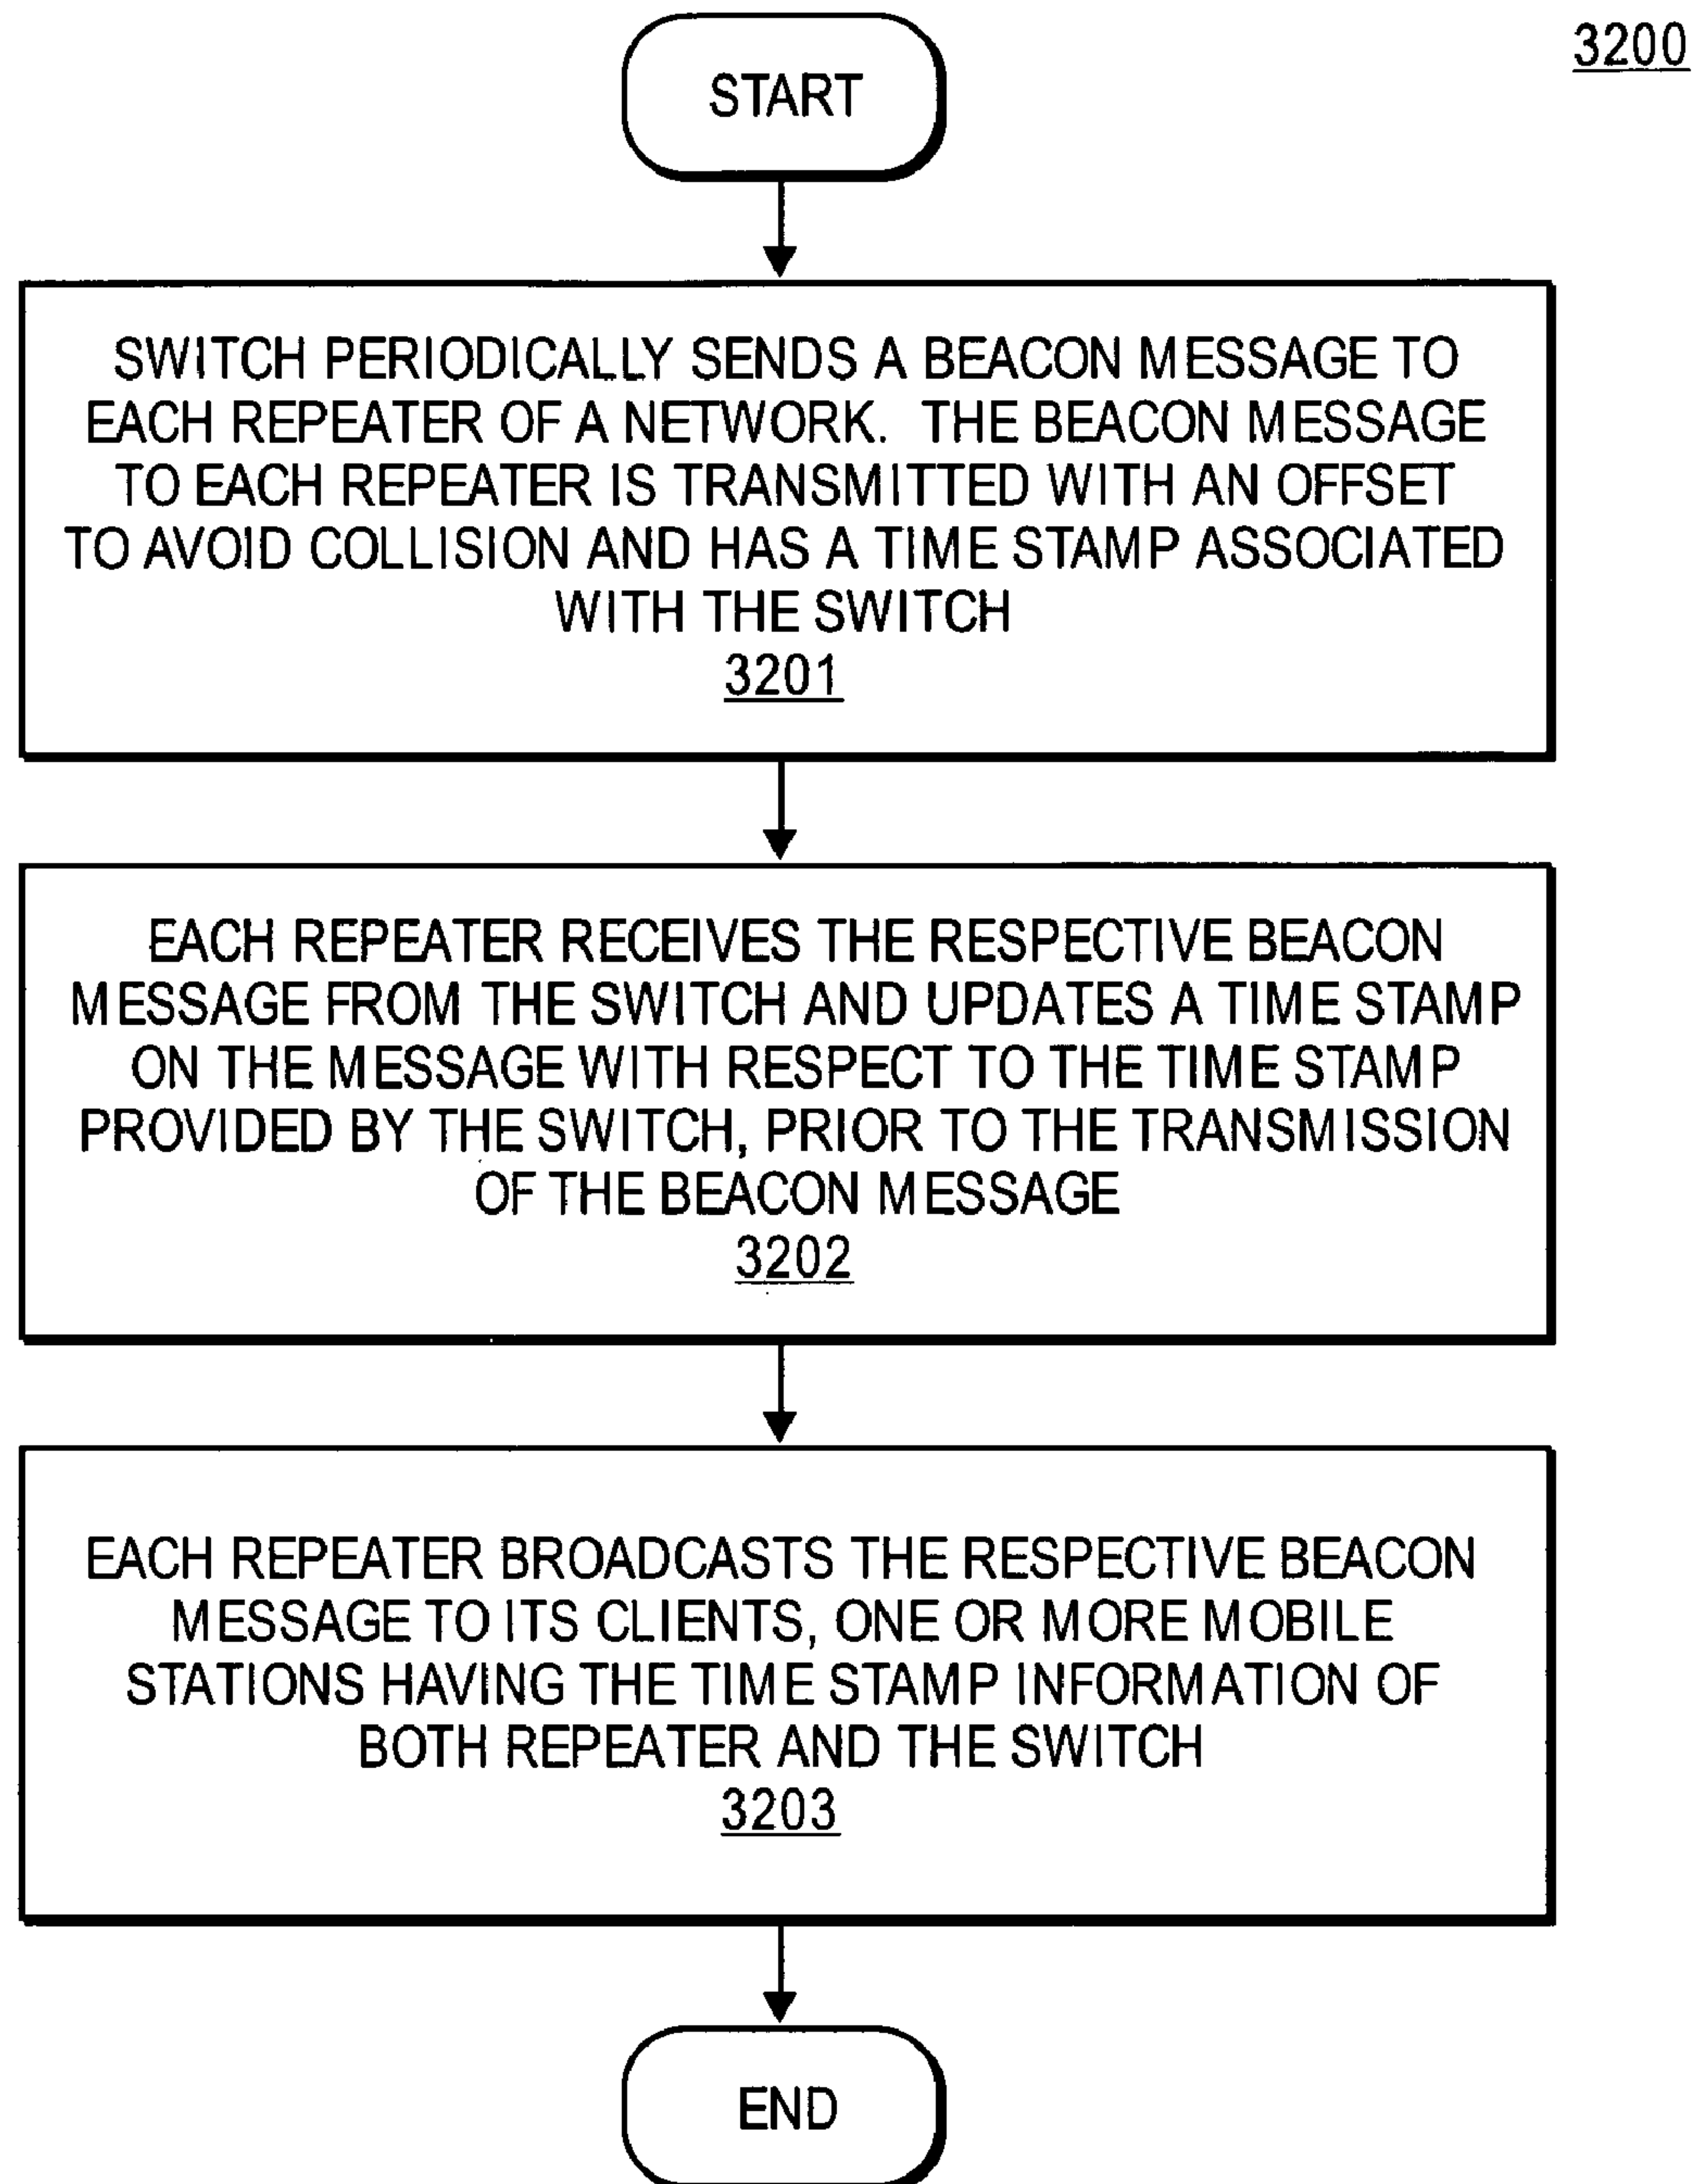 3200
START
SWITCH PERIODICALLY SENDS A BEACON MESSAGE TO
EACH REPEATER OF A NETWORK. THE BEACON MESSAGE
TO EACH REPEATER IS TRANSMITTED WITH AN OFFSET
TO AVOID COLLISION AND HAS A TIME STAMP ASSOCIATED
WITH THE SWITCH
3201
EACH REPEATER RECEIVES THE RESPECTIVE BEACON
MESSAGE FROM THE SWITCH AND UPDATES A TIME STAMP
ON THE MESSAGE WITH RESPECT TO THE TIME STAMP
PROVIDED BY THE SWITCH, PRIOR TO THE TRANSMISSION
OF THE BEACON MESSAGE
3202
EACH REPEATER BROADCASTS THE RESPECTIVE BEACON
MESSAGE TO ITS CLIENTS, ONE OR MORE MOBILE
STATIONS HAVING THE TIME STAMP INFORMATION OF
BOTH REPEATER AND THE SWITCH
3203
END